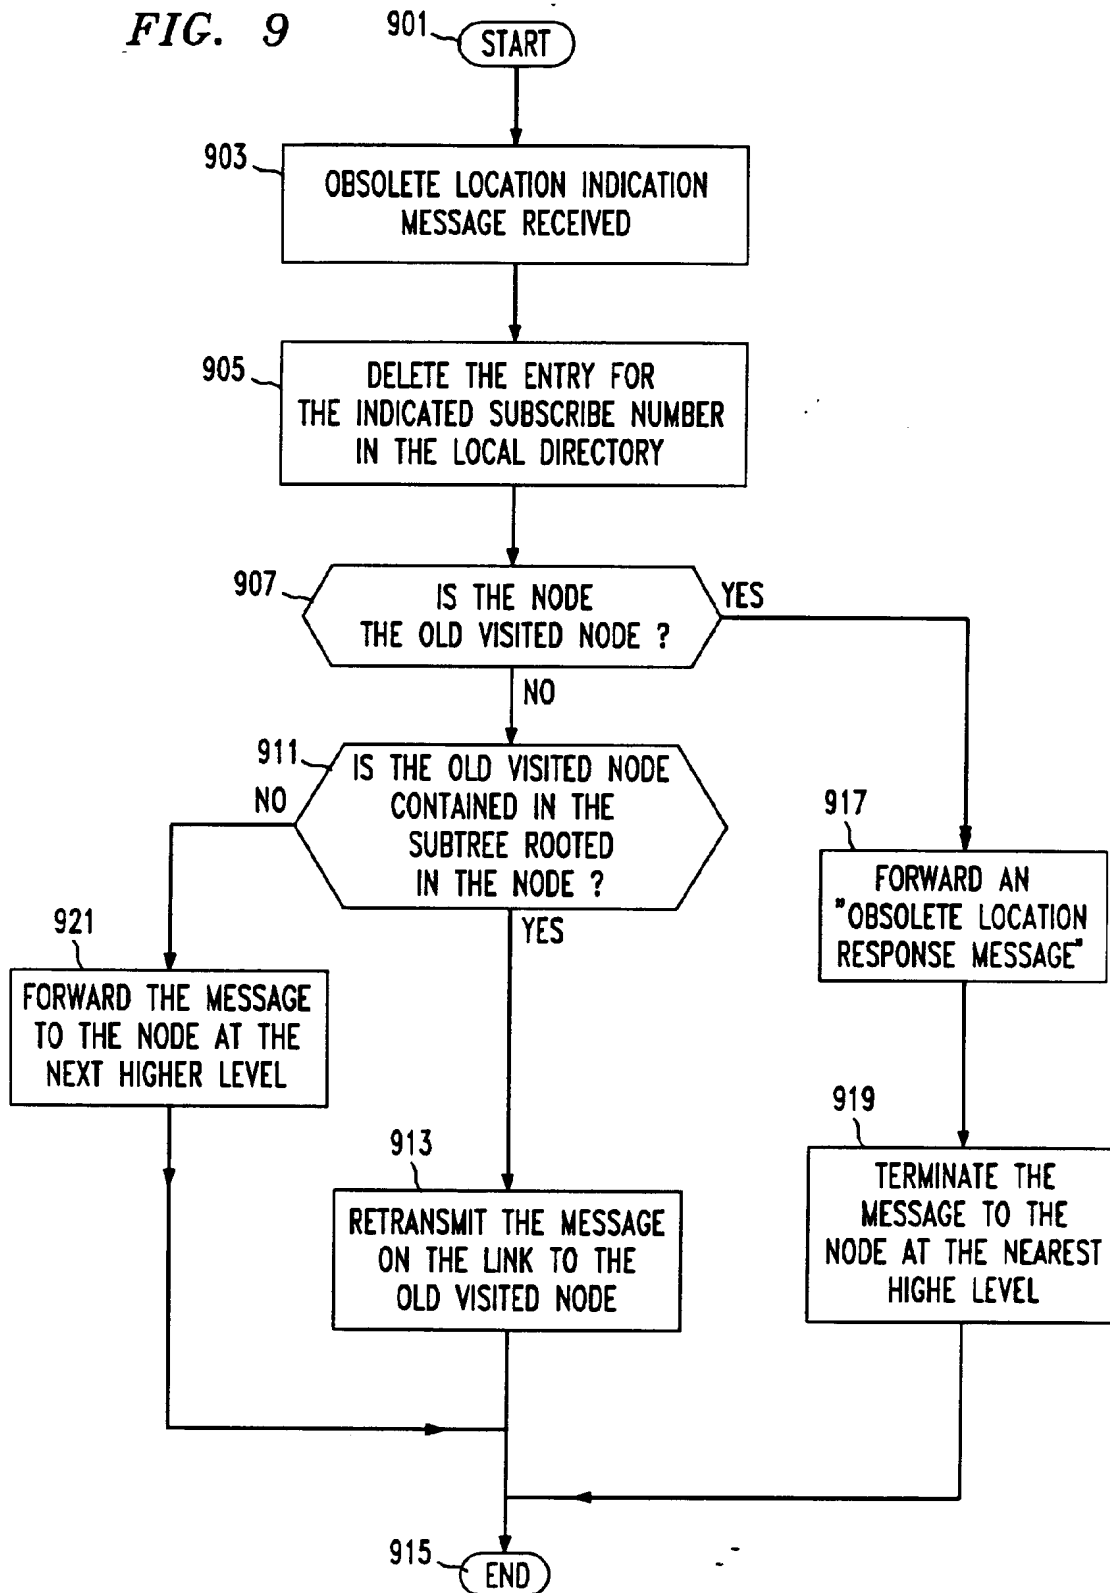 FIG. 9
901
START
903
OBSOLETE LOCATION INDICATION
MESSAGE RECEIVED
905
DELETE THE ENTRY FOR
THE INDICATED SUBSCRIBE NUMBER
IN THE LOCAL DIRECTORY
907
IS THE NODE
THE OLD VISITED NODE ?
YES
NO
911
IS THE OLD VISITED NODE
CONTAINED IN THE
SUBTREE ROOTED
IN THE NODE ?
NO
YES
917
FORWARD AN
"OBSOLETE LOCATION
RESPONSE MESSAGE"
921
FORWARD THE MESSAGE
TO THE NODE AT THE
NEXT HIGHER LEVEL
913
RETRANSMIT THE MESSAGE
ON THE LINK TO THE
OLD VISITED NODE
919
TERMINATE THE
MESSAGE TO THE
NODE AT THE NEAREST
HIGHE LEVEL
915
END